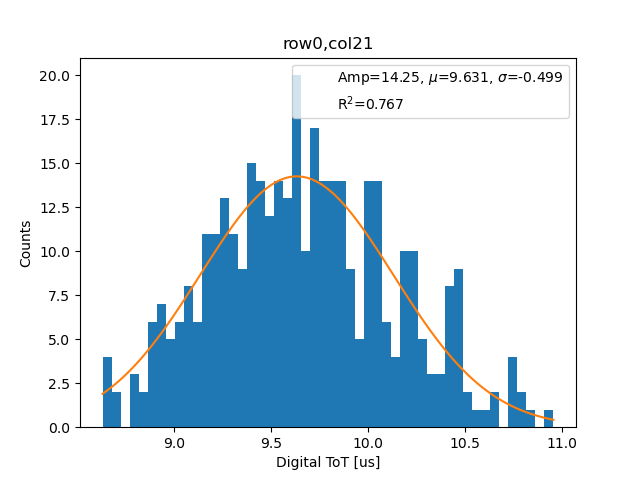 row0,col21
Amp=14.25, μ=9.631, σ=-0.499
R²=0.767
20.0
17.5
15.0
12.5
10.0
7.5
5.0
2.5
0.0
Counts
9.0 9.5 10.0 10.5 11.0
Digital ToT [us]